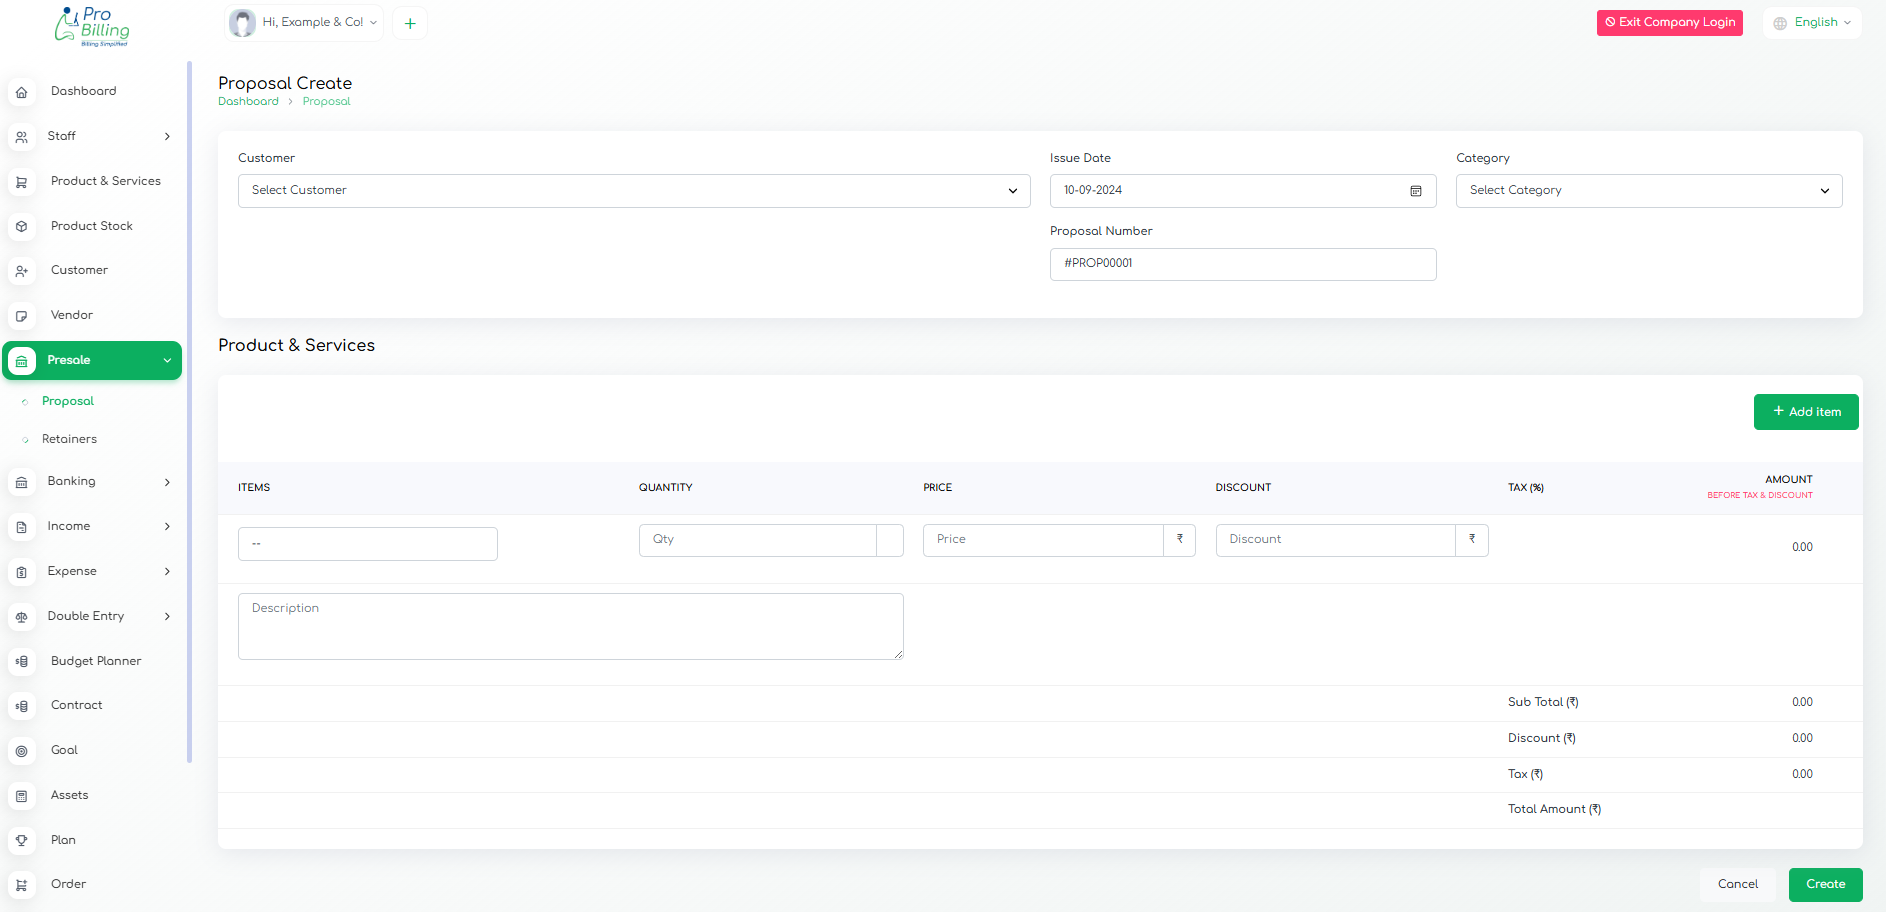 Pro
Billing
Billing Simplified
Hi, Example & Co!
+
Exit Company Login
English
Dashboard
Staff
Product & Services
Product Stock
Customer
Vendor
Presale
Proposal
Retainers
Banking
Income
Expense
Double Entry
Budget Planner
Contract
Goal
Assets
Plan
Order
Proposal Create
Dashboard > Proposal
Customer
Select Customer
Issue Date
10-09-2024
Category
Select Category
Proposal Number
#PROP00001
Product & Services
+ Add item
ITEMS QUANTITY PRICE DISCOUNT TAX (%) AMOUNT
BEFORE TAX & DISCOUNT
-- Qty Price ₹ Discount ₹ 0.00
Description
Sub Total (₹) 0.00
Discount (₹) 0.00
Tax (₹) 0.00
Total Amount (₹)
Cancel
Create